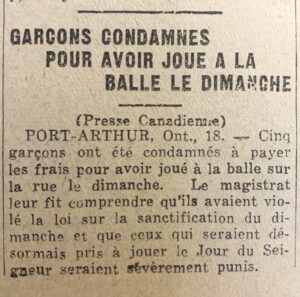 GARCONS CONDAMNES
POUR AVOIR JOUE A LA
BALLE LE DIMANCHE
(Presse Canadienne)
PORT-ARTHUR, Ont., 18. — Cinq
garçons ont été condamnés à payer
les frais pour avoir joué à la balle sur
la rue le dimanche. Le magistrat
leur fit comprendre qu'ils avaient vio-
lé la loi sur la sanctification du di-
manche et que ceux qui seraient dé-
sormais pris à jouer le Jour du Sei-
gneur seraient sévèrement punis.